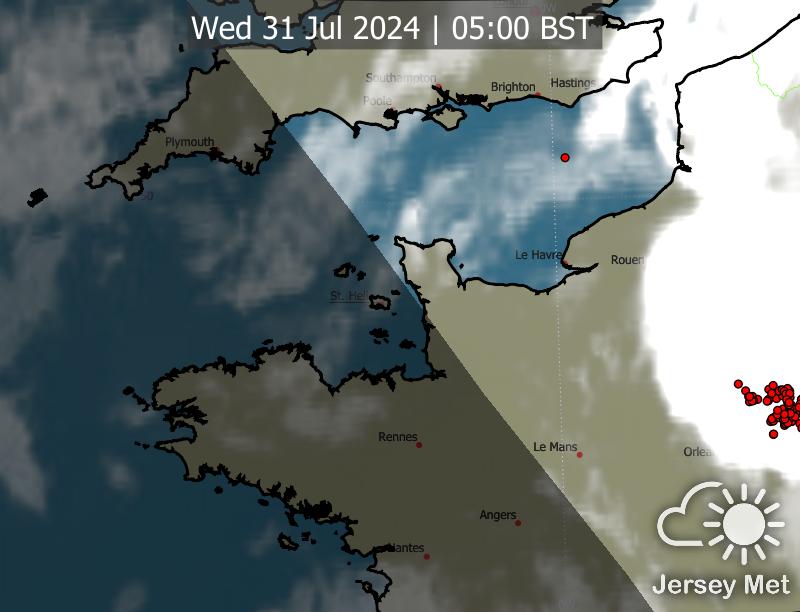 Wed 31 Jul 2024 | 05:00 BST
Southampton
Brighton
Hastings
Poole
Plymouth
Le Havre
Rouen
St. Hel
Rennes
Le Mans
Orlea
Angers
Nantes
Jersey Met